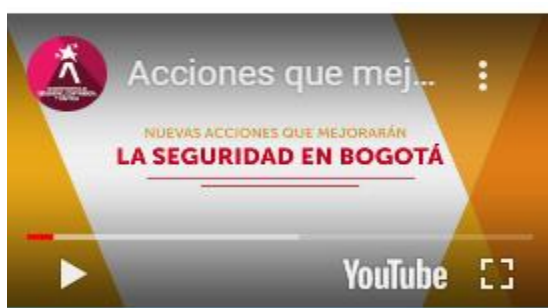 Acciones que mej...
NUEVAS ACCIONES QUE MEJORARÁN
LA SEGURIDAD EN BOGOTÁ
YouTube